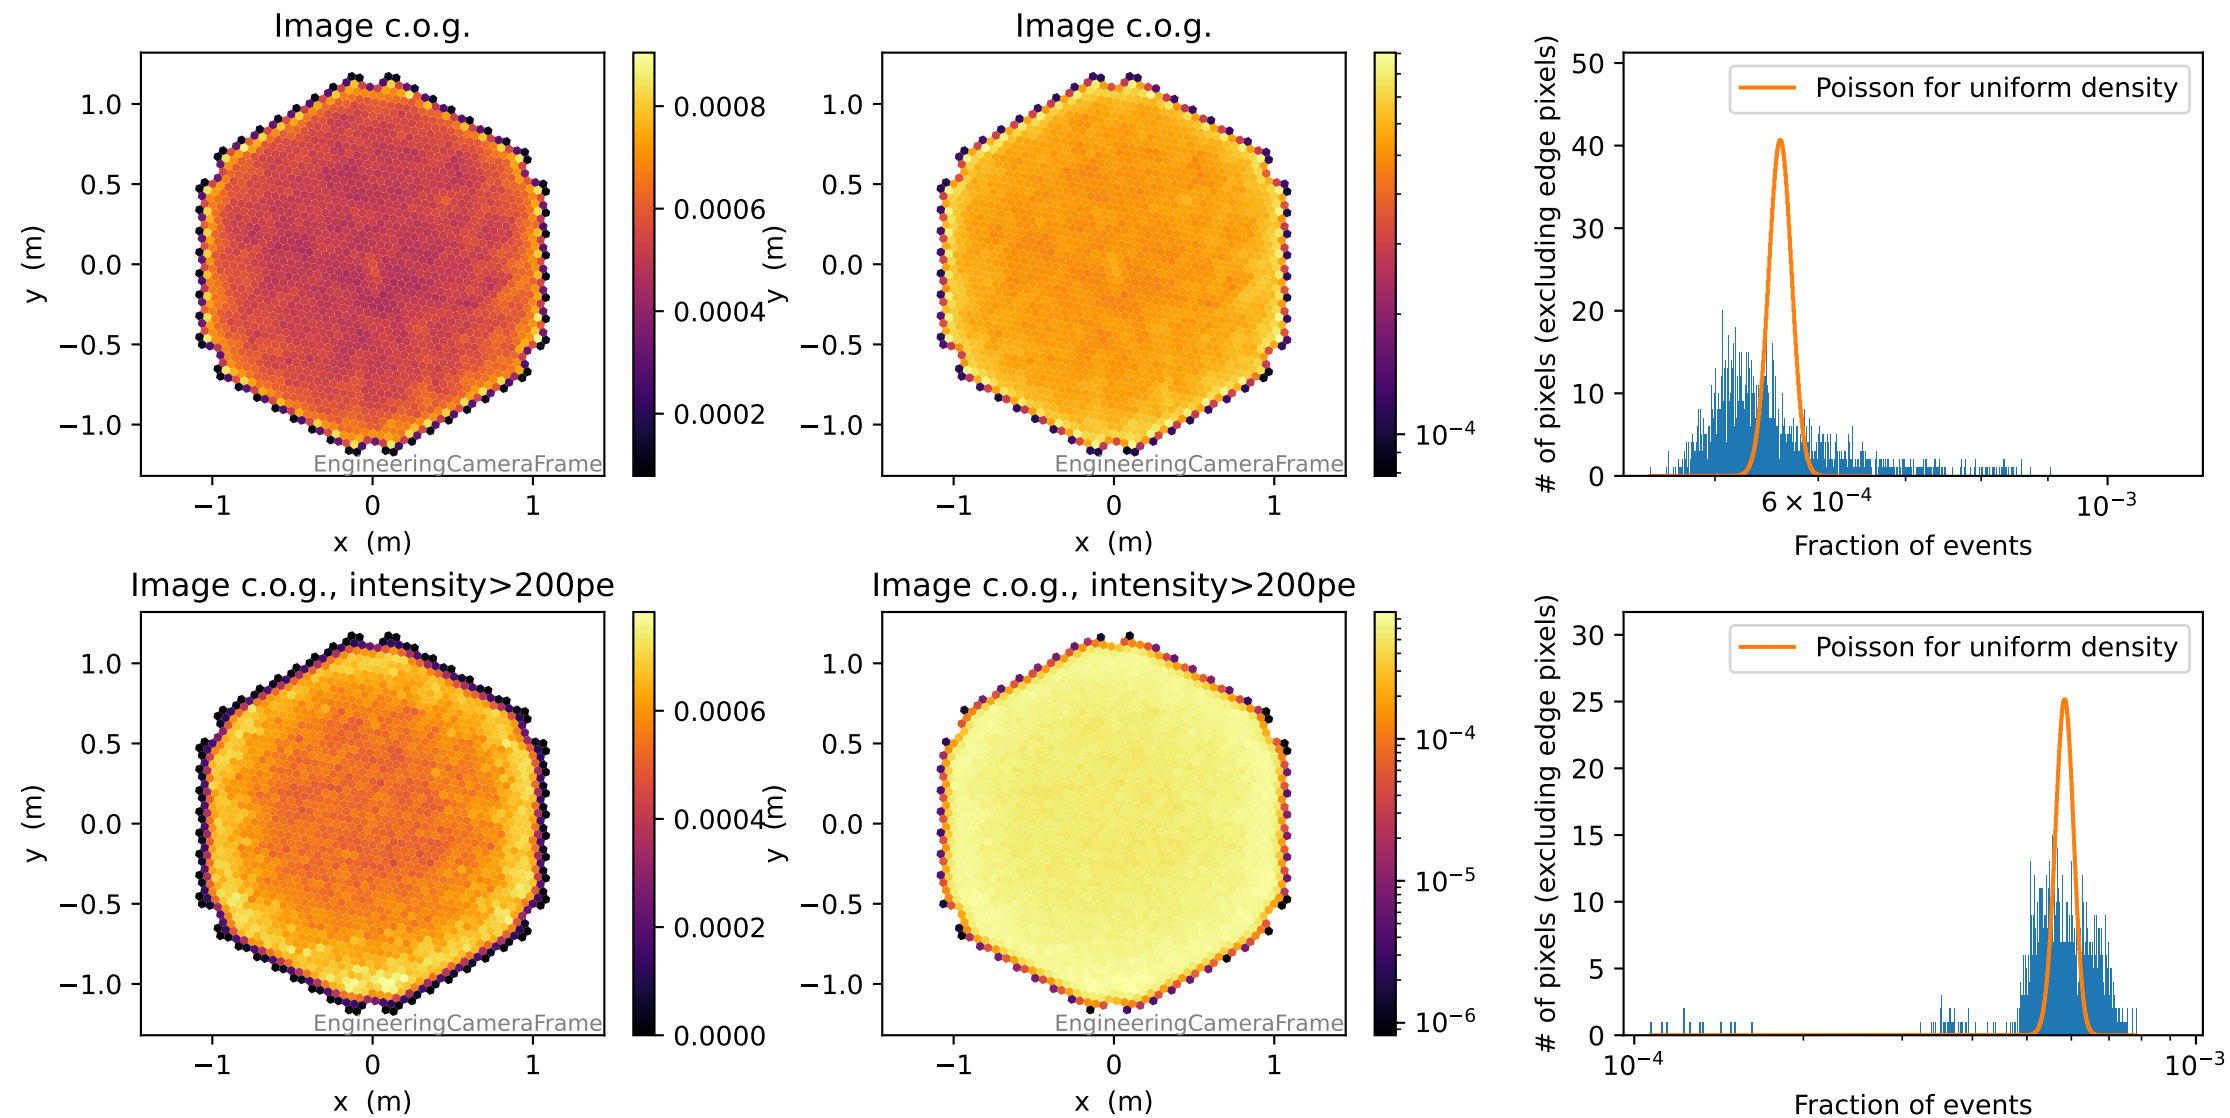 Image c.o.g.
1.0
0.5
0.0
−0.5
−1.0
y (m)
−1
0
1
x (m)
EngineeringCameraFrame
0.0008
0.0006
0.0004
0.0002
Image c.o.g.
1.0
0.5
0.0
−0.5
−1.0
y (m)
−1
0
1
x (m)
EngineeringCameraFrame
10⁻⁴
50
40
30
20
10
0
# of pixels (excluding edge pixels)
Poisson for uniform density
6 × 10⁻⁴
10⁻³
Fraction of events
Image c.o.g., intensity>200pe
1.0
0.5
0.0
−0.5
−1.0
y (m)
−1
0
1
x (m)
EngineeringCameraFrame
0.0006
0.0004
0.0002
0.0000
Image c.o.g., intensity>200pe
1.0
0.5
0.0
−0.5
−1.0
y (m)
−1
0
1
x (m)
EngineeringCameraFrame
10⁻⁴
10⁻⁵
10⁻⁶
30
25
20
15
10
5
0
# of pixels (excluding edge pixels)
Poisson for uniform density
10⁻⁴
10⁻³
Fraction of events